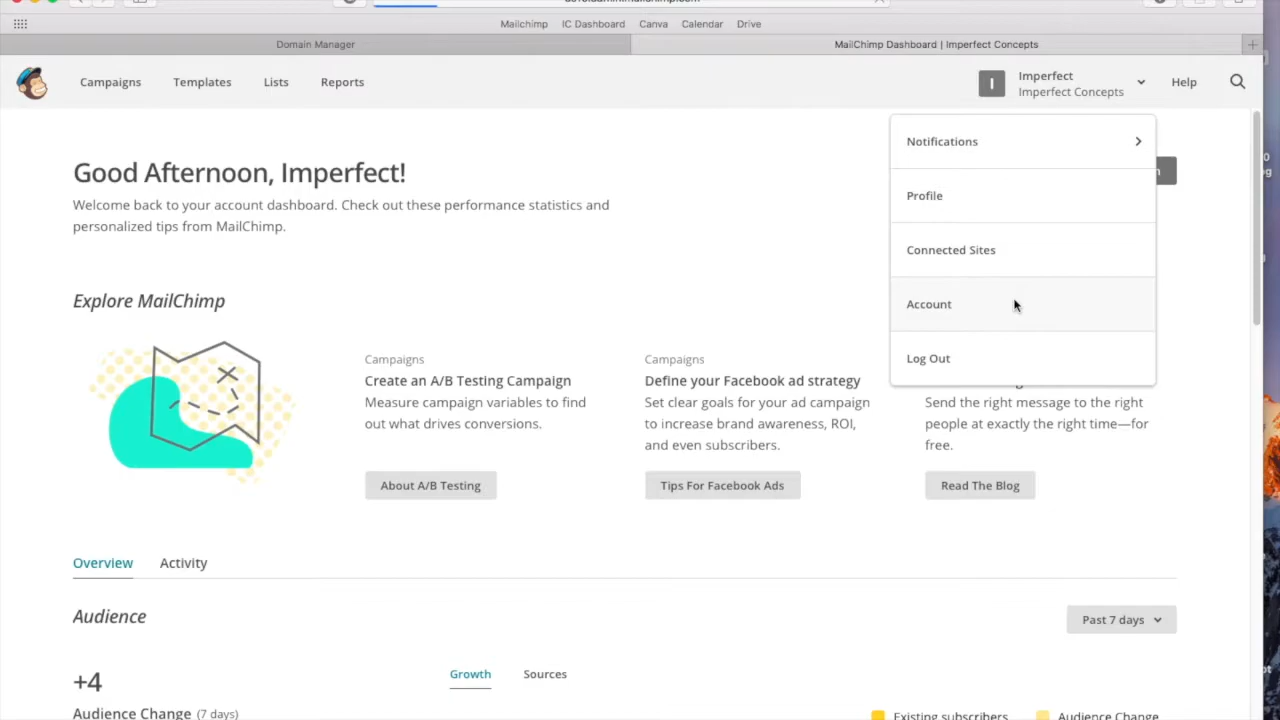 Mailchimp IC Dashboard Canva Calendar Drive
Domain Manager MailChimp Dashboard | Imperfect Concepts
Campaigns Templates Lists Reports
I Imperfect
Imperfect Concepts
Help
Notifications
Profile
Connected Sites
Account
Log Out
Good Afternoon, Imperfect!
Welcome back to your account dashboard. Check out these performance statistics and
personalized tips from MailChimp.
Explore MailChimp
Campaigns
Create an A/B Testing Campaign
Measure campaign variables to find
out what drives conversions.
About A/B Testing
Campaigns
Define your Facebook ad strategy
Set clear goals for your ad campaign
to increase brand awareness, ROI,
and even subscribers.
Tips For Facebook Ads
Send the right message to the right
people at exactly the right time—for
free.
Read The Blog
Overview Activity
Audience
Past 7 days
+4
Audience Change (7 days)
Growth Sources
Existing subscribers Audience Change